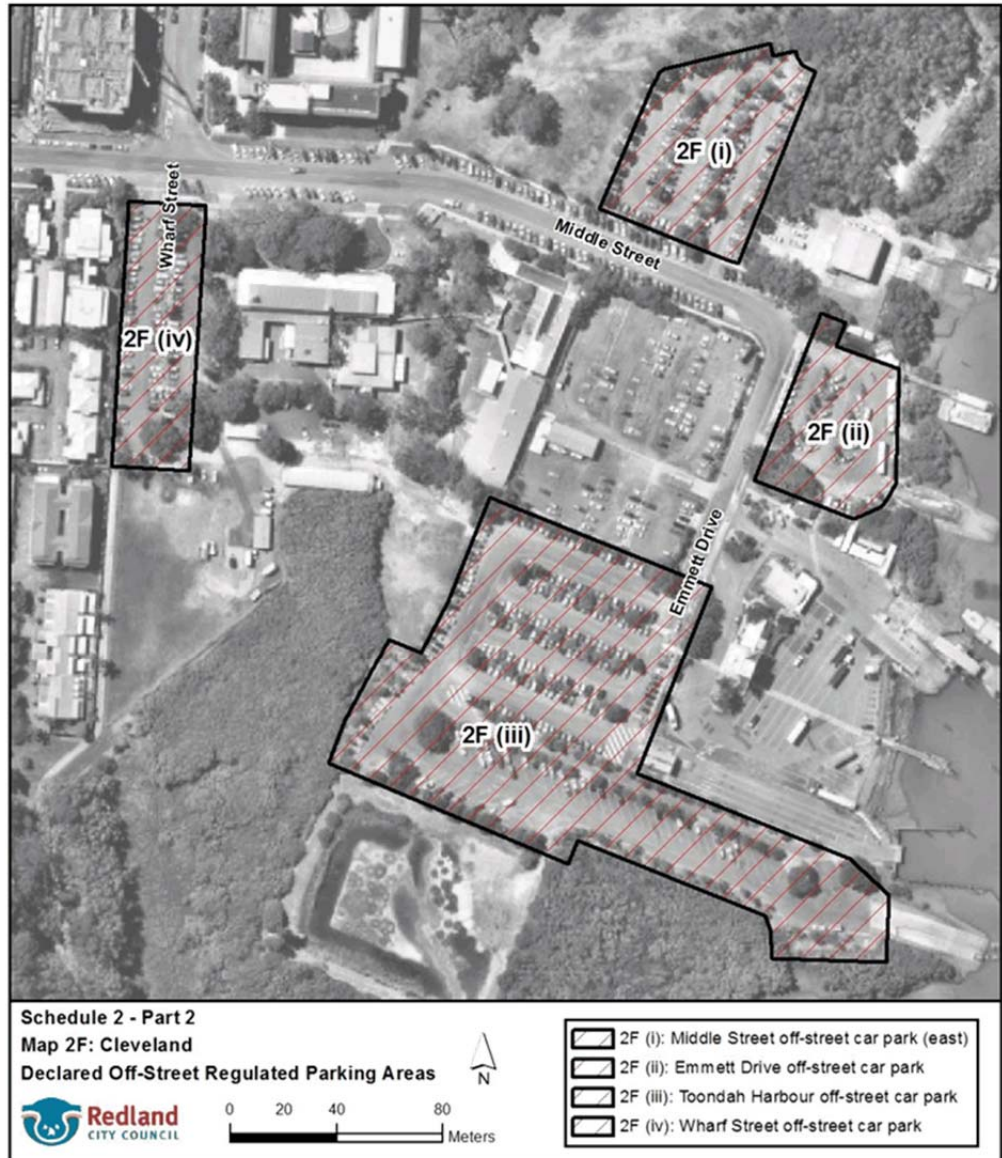 2F (i)
Wharf Street
Middle Street
2F (iv)
2F (ii)
Emmett Drive
2F (iii)
Schedule 2 - Part 2
Map 2F: Cleveland
Declared Off-Street Regulated Parking Areas
N
Redland
CITY COUNCIL
0 20 40 80
Meters
2F (i): Middle Street off-street car park (east)
2F (ii): Emmett Drive off-street car park
2F (iii): Toondah Harbour off-street car park
2F (iv): Wharf Street off-street car park